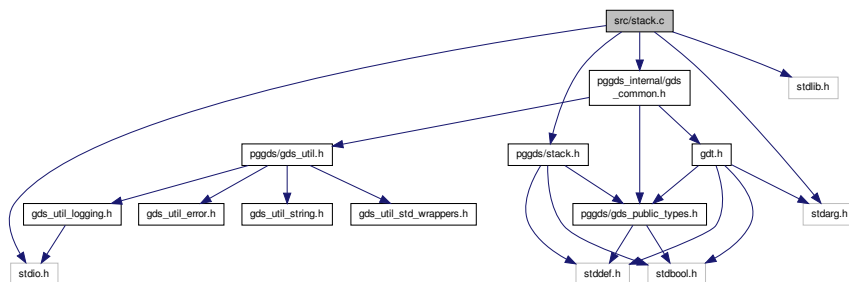 src/stack.c
pggds_internal/gds
_common.h
stdlib.h
pggds/gds_util.h
pggds/stack.h
gdt.h
gds_util_logging.h
gds_util_error.h
gds_util_string.h
gds_util_std_wrappers.h
pggds/gds_public_types.h
stdarg.h
stdio.h
stddef.h
stdbool.h